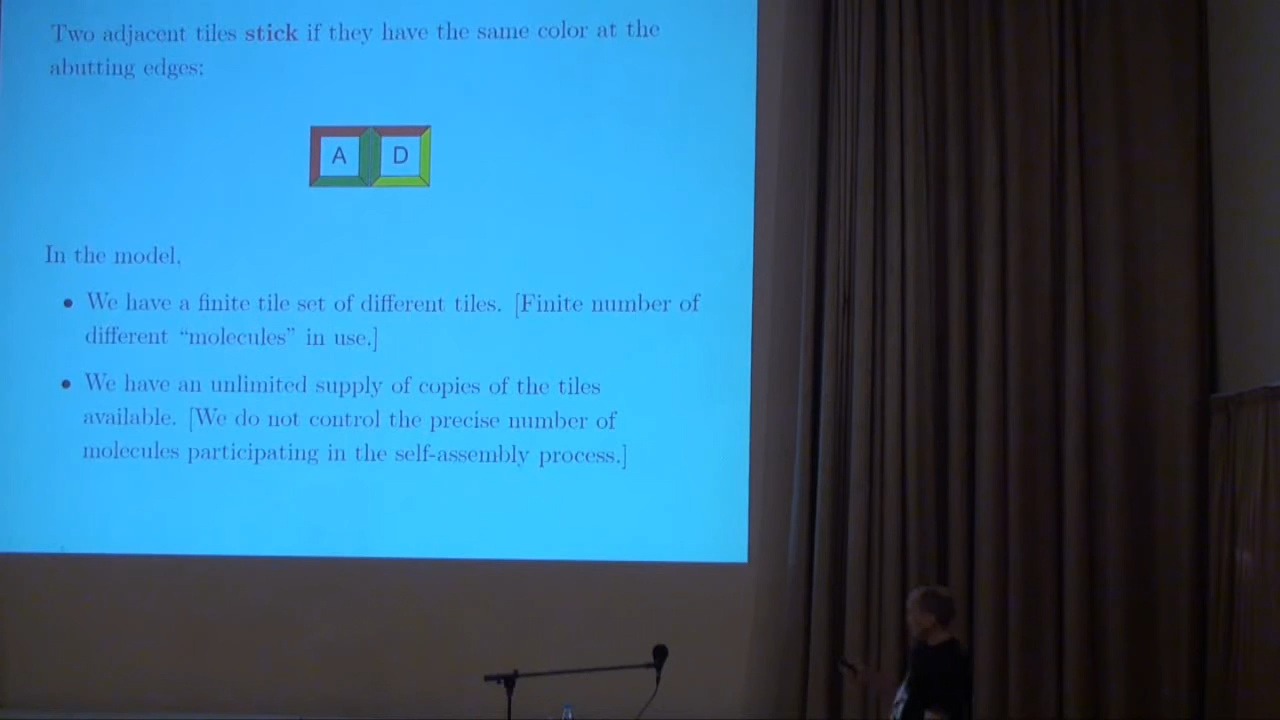 Two adjacent tiles stick if they have the same color at the
abutting edges:
A D
In the model,
• We have a finite tile set of different tiles. [Finite number of
different “molecules” in use.]
• We have an unlimited supply of copies of the tiles
available. [We do not control the precise number of
molecules participating in the self-assembly process.]